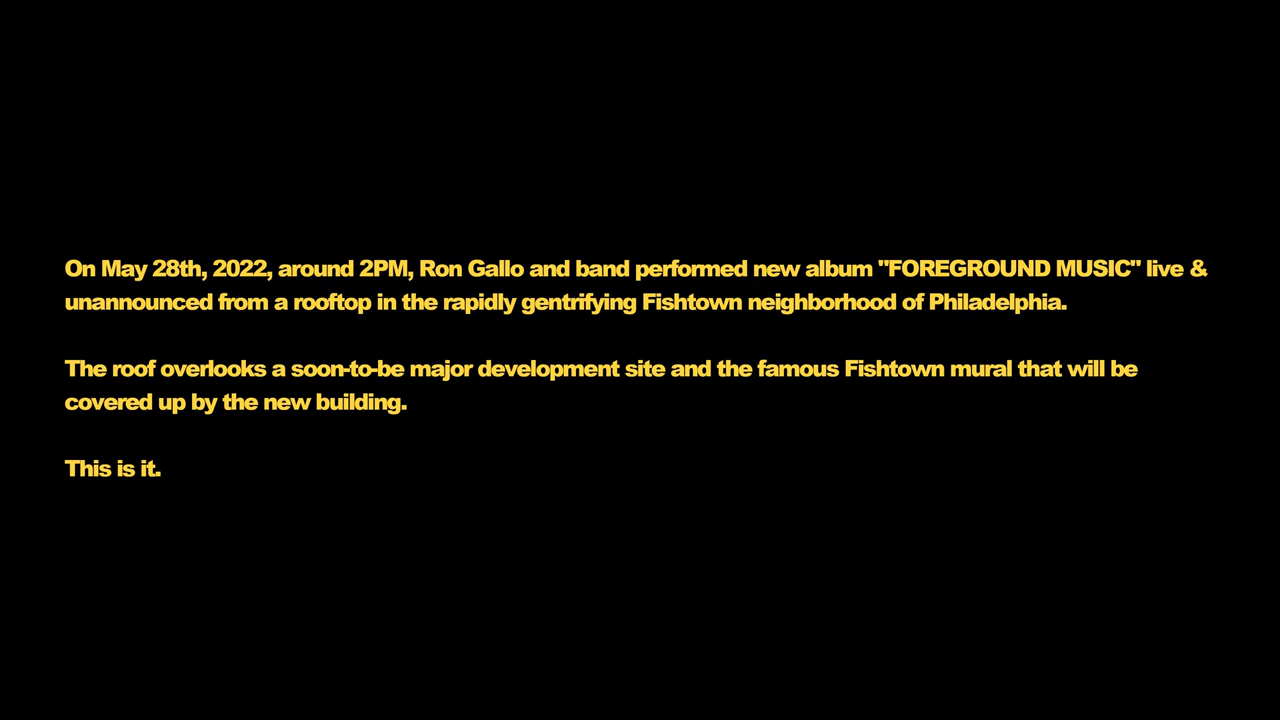 On May 28th, 2022, around 2PM, Ron Gallo and band performed new album "FOREGROUND MUSIC" live &
unannounced from a rooftop in the rapidly gentrifying Fishtown neighborhood of Philadelphia.
The roof overlooks a soon-to-be major development site and the famous Fishtown mural that will be
covered up by the new building.
This is it.